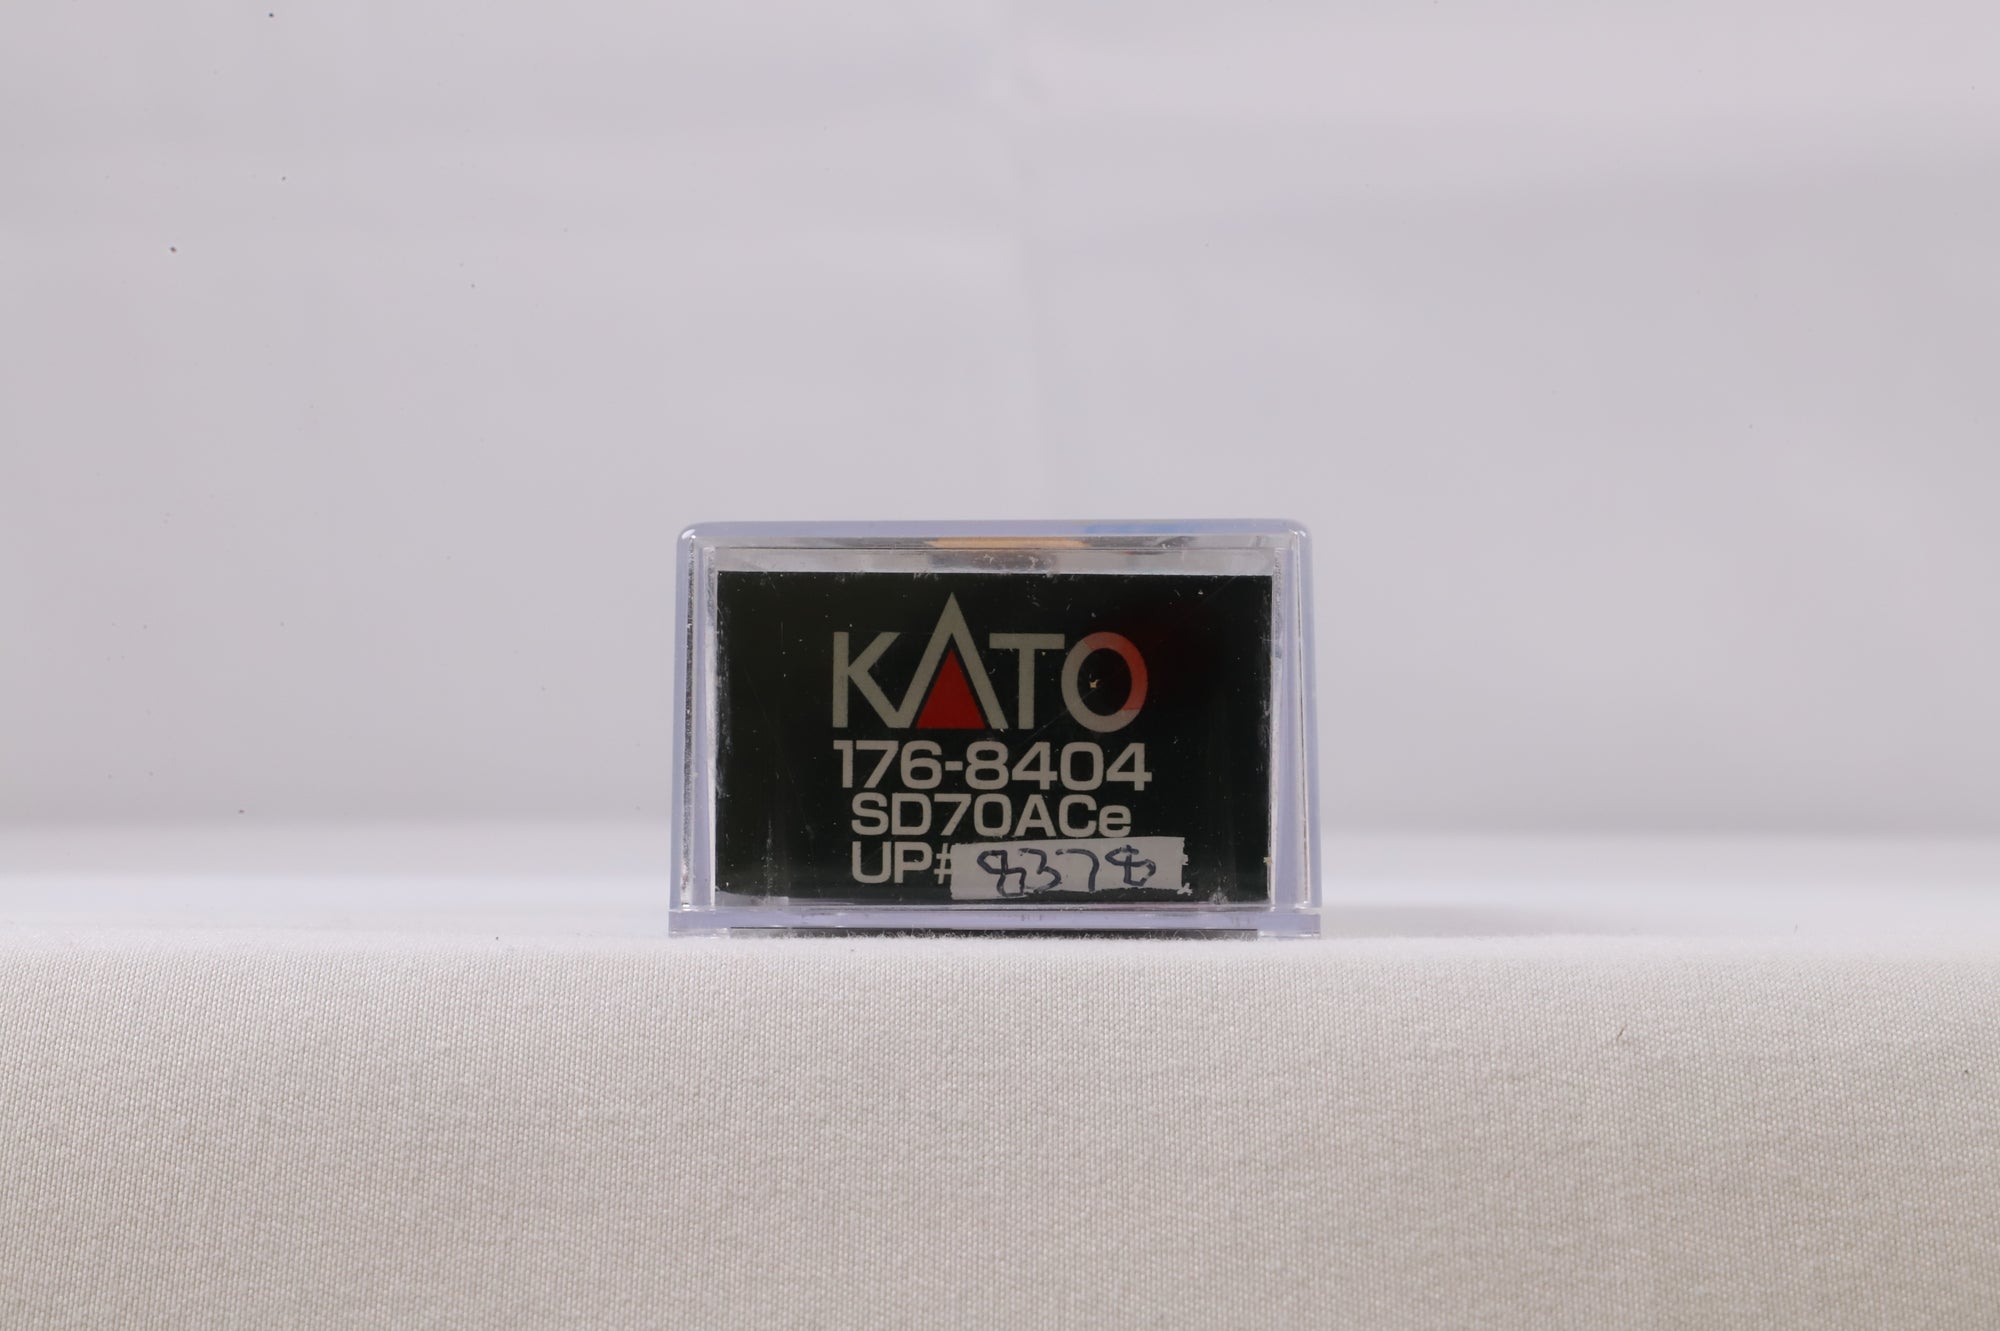 KATO
176-8404
SD70ACe
UP# 8378